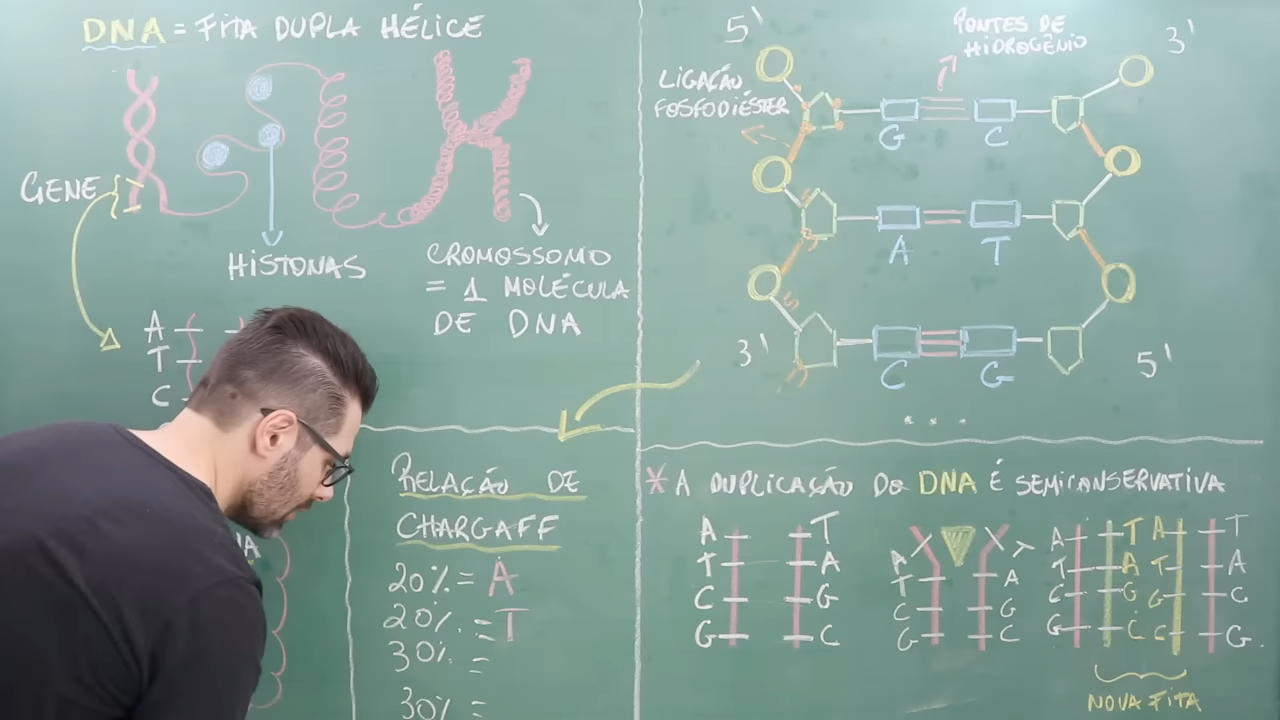 DNA = FITA DUPLA HÉLICE
GENE
HISTONAS
CROMOSSOMO
= 1 MOLÉCULA
DE DNA
A
T
C
RELAÇÃO DE
CHARGAFF
20% = A
20% = T
30% =
30% =
5'
PONTES DE
HIDROGÊNIO
3'
LIGAÇÃO
FOSFODIÉSTER
G C
A T
C G
3'
5'
...
* A DUPLICAÇÃO DO DNA É SEMICONSERVATIVA
A T A T A T A T
T A T A T A T A
C G C G C G G C
G C G C G C C G
NOVA FITA